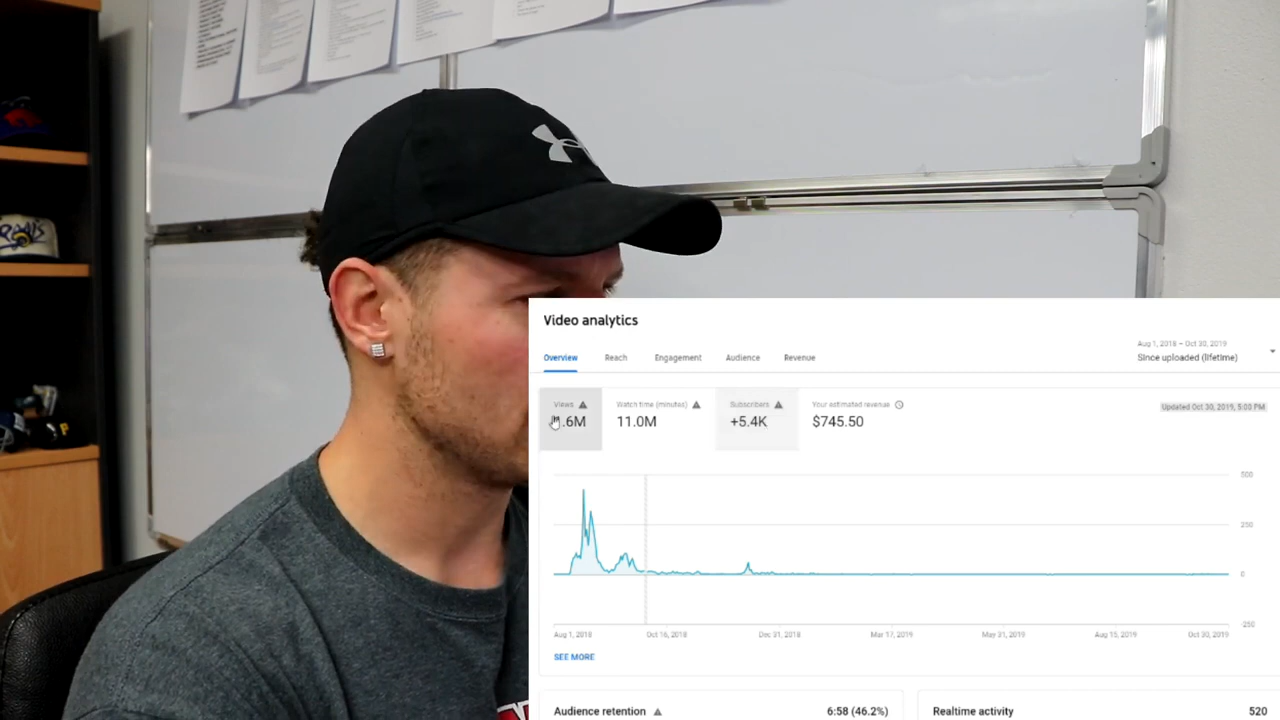 RAMS
Video analytics
Overview
Reach
Engagement
Audience
Revenue
Aug 1, 2018 – Oct 30, 2019
Since uploaded (lifetime)
Views
.6M
Watch time (minutes)
11.0M
Subscribers
+5.4K
Your estimated revenue
$745.50
Updated Oct 30, 2019, 5:00 PM
500
250
0
-250
Aug 1, 2018
Oct 16, 2018
Dec 31, 2018
Mar 17, 2019
May 31, 2019
Aug 15, 2019
Oct 30, 2019
SEE MORE
Audience retention
6:58 (46.2%)
Realtime activity
520